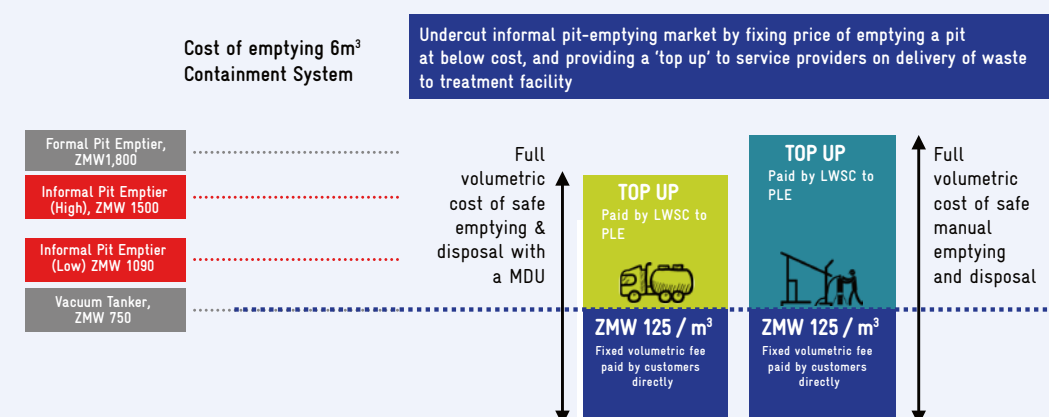 Cost of emptying 6m³
Containment System
Undercut informal pit-emptying market by fixing price of emptying a pit
at below cost, and providing a 'top up' to service providers on delivery of waste
to treatment facility
Formal Pit Emptier,
ZMW1,800
Informal Pit Emptier
(High), ZMW 1500
Informal Pit Emptier
(Low) ZMW 1090
Vacuum Tanker,
ZMW 750
Full
volumetric
cost of safe
emptying &
disposal with
a MDU
TOP UP
Paid by LWSC to
PLE
ZMW 125 / m³
Fixed volumetric fee
paid by customers
directly
TOP UP
Paid by LWSC to
PLE
ZMW 125 / m³
Fixed volumetric fee
paid by customers
directly
Full
volumetric
cost of safe
manual
emptying
and disposal